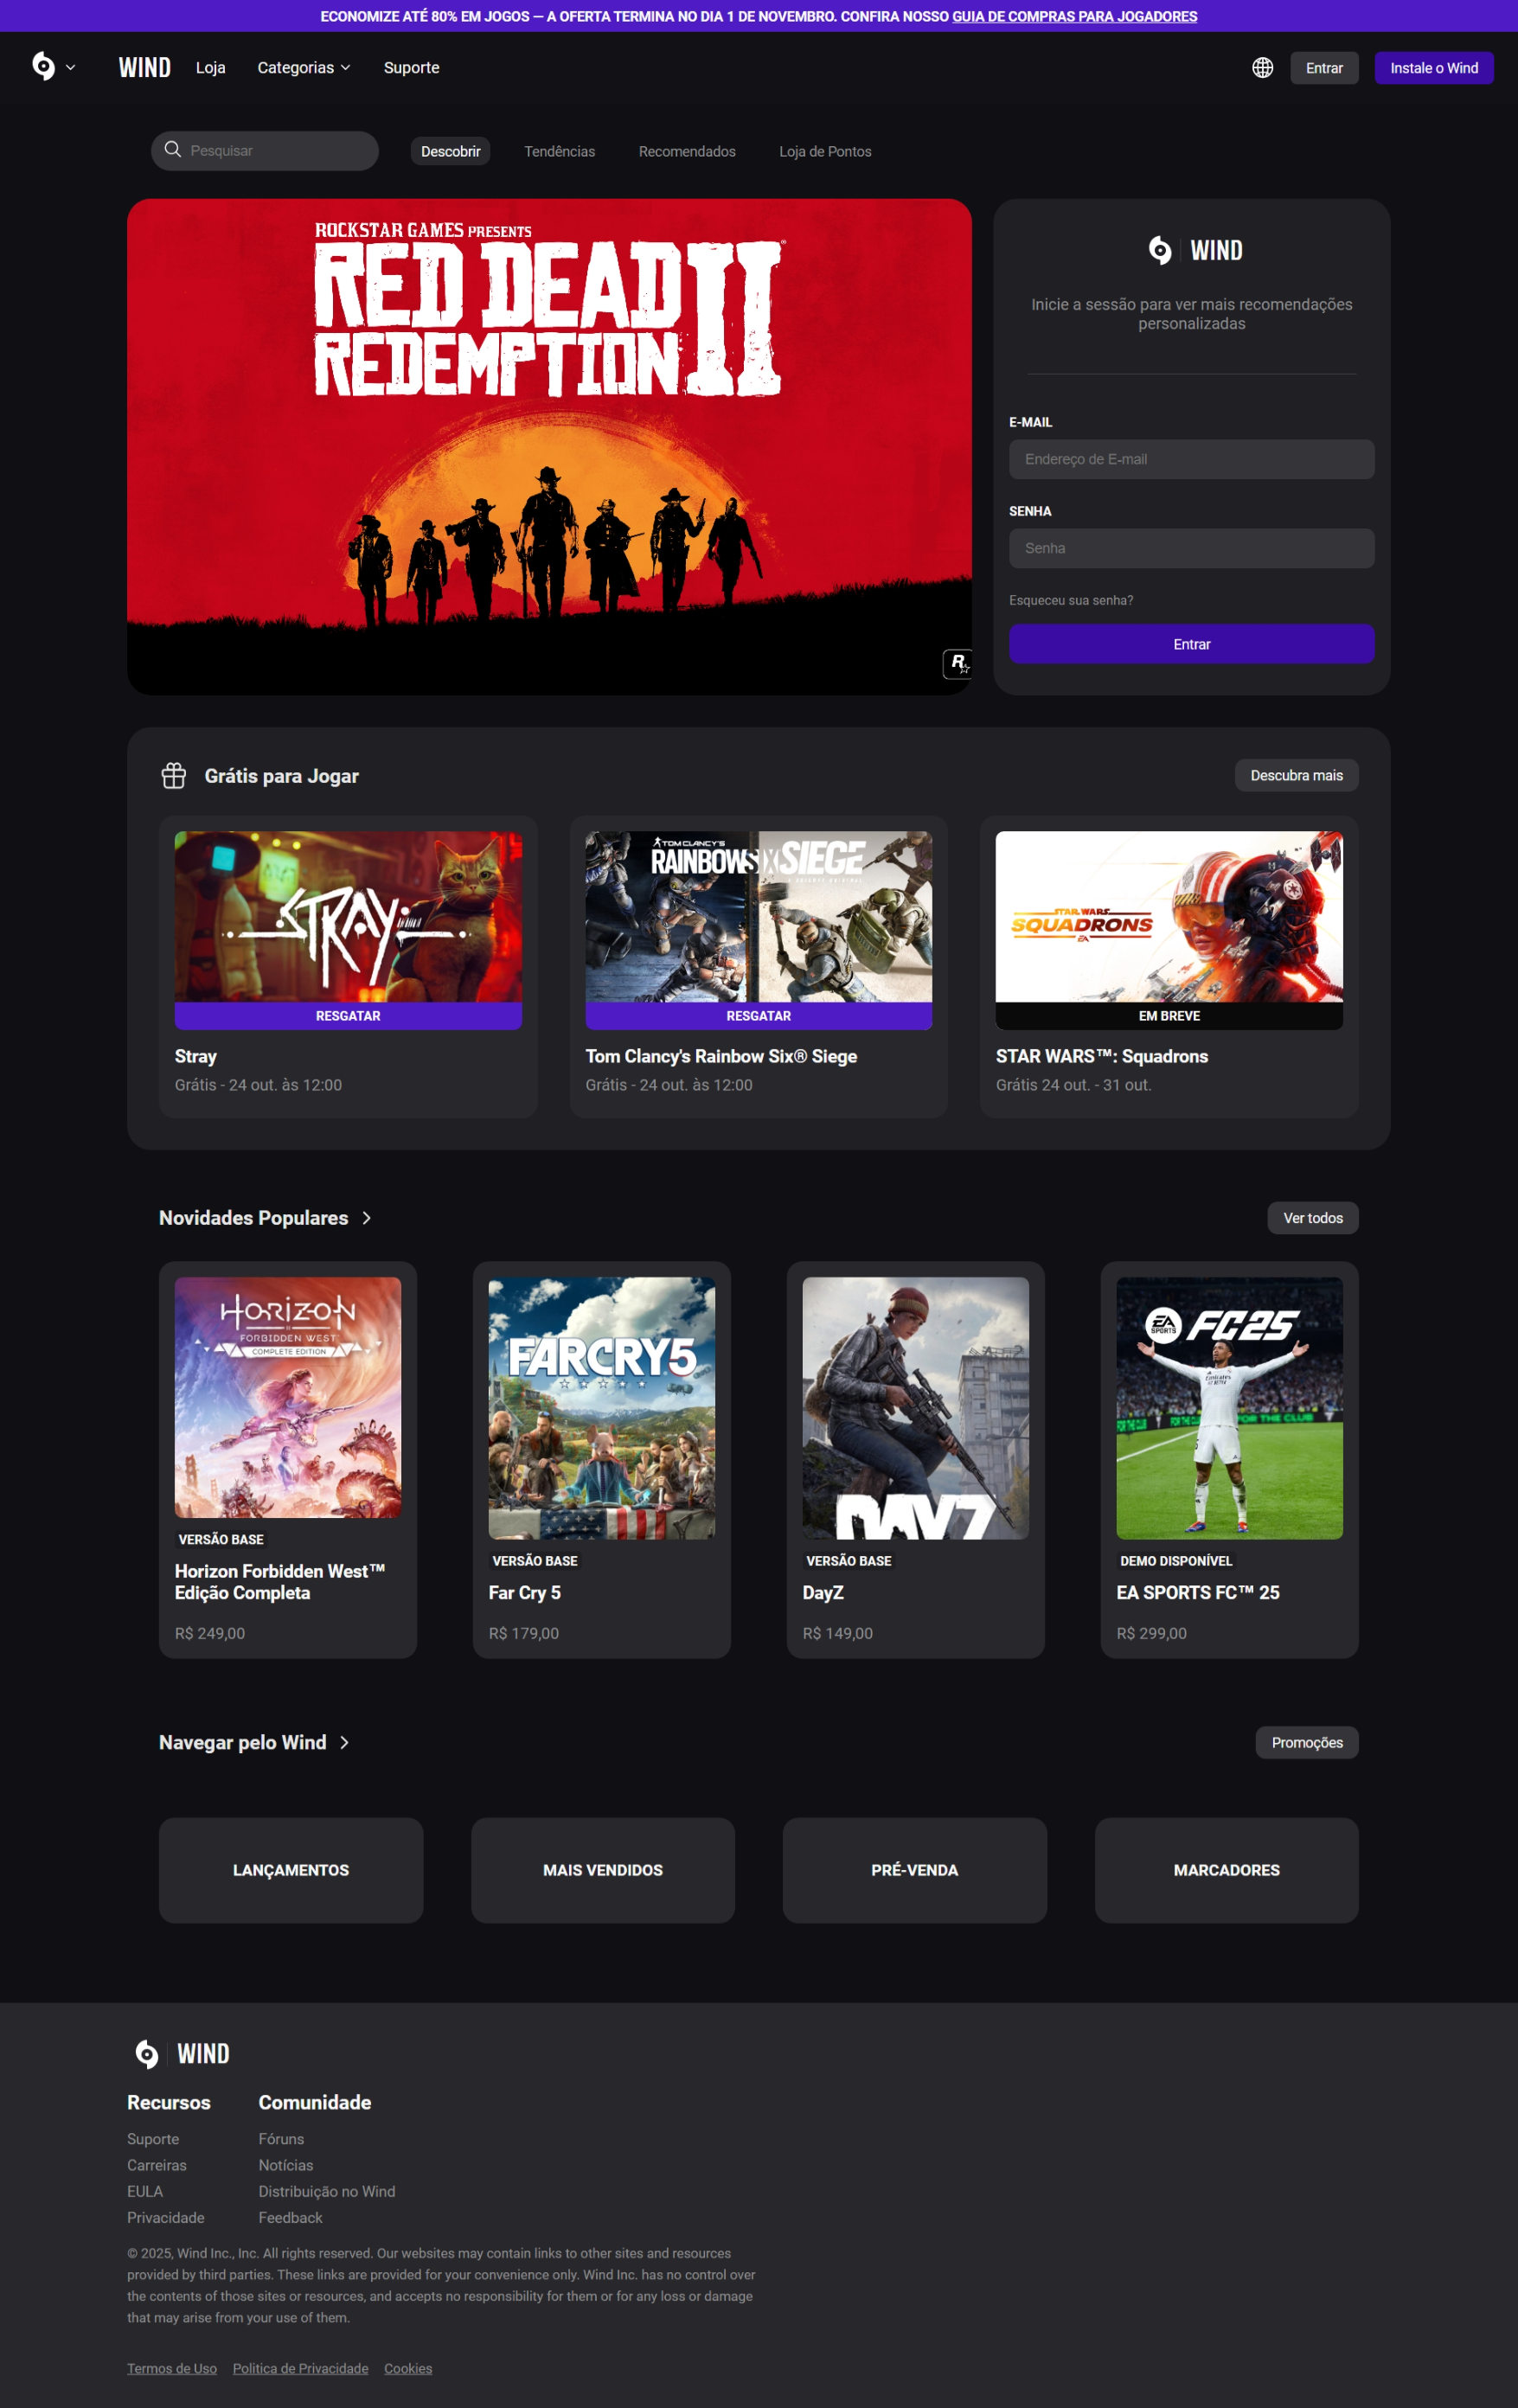 ECONOMIZE ATÉ 80% EM JOGOS — A OFERTA TERMINA NO DIA 1 DE NOVEMBRO. CONFIRA NOSSO GUIA DE COMPRAS PARA JOGADORES
WIND Loja Categorias Suporte Entrar Instale o Wind
Pesquisar Descobrir Tendências Recomendados Loja de Pontos
ROCKSTAR GAMES PRESENTS
RED DEAD
REDEMPTION II
R
WIND
Inicie a sessão para ver mais recomendações
personalizadas
E-MAIL
Endereço de E-mail
SENHA
Senha
Esqueceu sua senha?
Entrar
Grátis para Jogar Descubra mais
STRAY
RESGATAR
Stray
Grátis - 24 out. às 12:00
TOM CLANCY'S
RAINBOW SIX SIEGE
RESGATAR
Tom Clancy's Rainbow Six® Siege
Grátis - 24 out. às 12:00
STAR WARS
SQUADRONS
EA
EM BREVE
STAR WARS™: Squadrons
Grátis 24 out. - 31 out.
Novidades Populares Ver todos
HORIZON
FORBIDDEN WEST
COMPLETE EDITION
VERSÃO BASE
Horizon Forbidden West™
Edição Completa
R$ 249,00
FARCRY5
VERSÃO BASE
Far Cry 5
R$ 179,00
DAYZ
VERSÃO BASE
DayZ
R$ 149,00
EA SPORTS FC25
Emirates
FOR THE CLUB
DEMO DISPONÍVEL
EA SPORTS FC™ 25
R$ 299,00
Navegar pelo Wind Promoções
LANÇAMENTOS MAIS VENDIDOS PRÉ-VENDA MARCADORES
WIND
Recursos
Suporte
Carreiras
EULA
Privacidade
Comunidade
Fóruns
Notícias
Distribuição no Wind
Feedback
© 2025, Wind Inc., Inc. All rights reserved. Our websites may contain links to other sites and resources
provided by third parties. These links are provided for your convenience only. Wind Inc. has no control over
the contents of those sites or resources, and accepts no responsibility for them or for any loss or damage
that may arise from your use of them.
Termos de Uso Politica de Privacidade Cookies